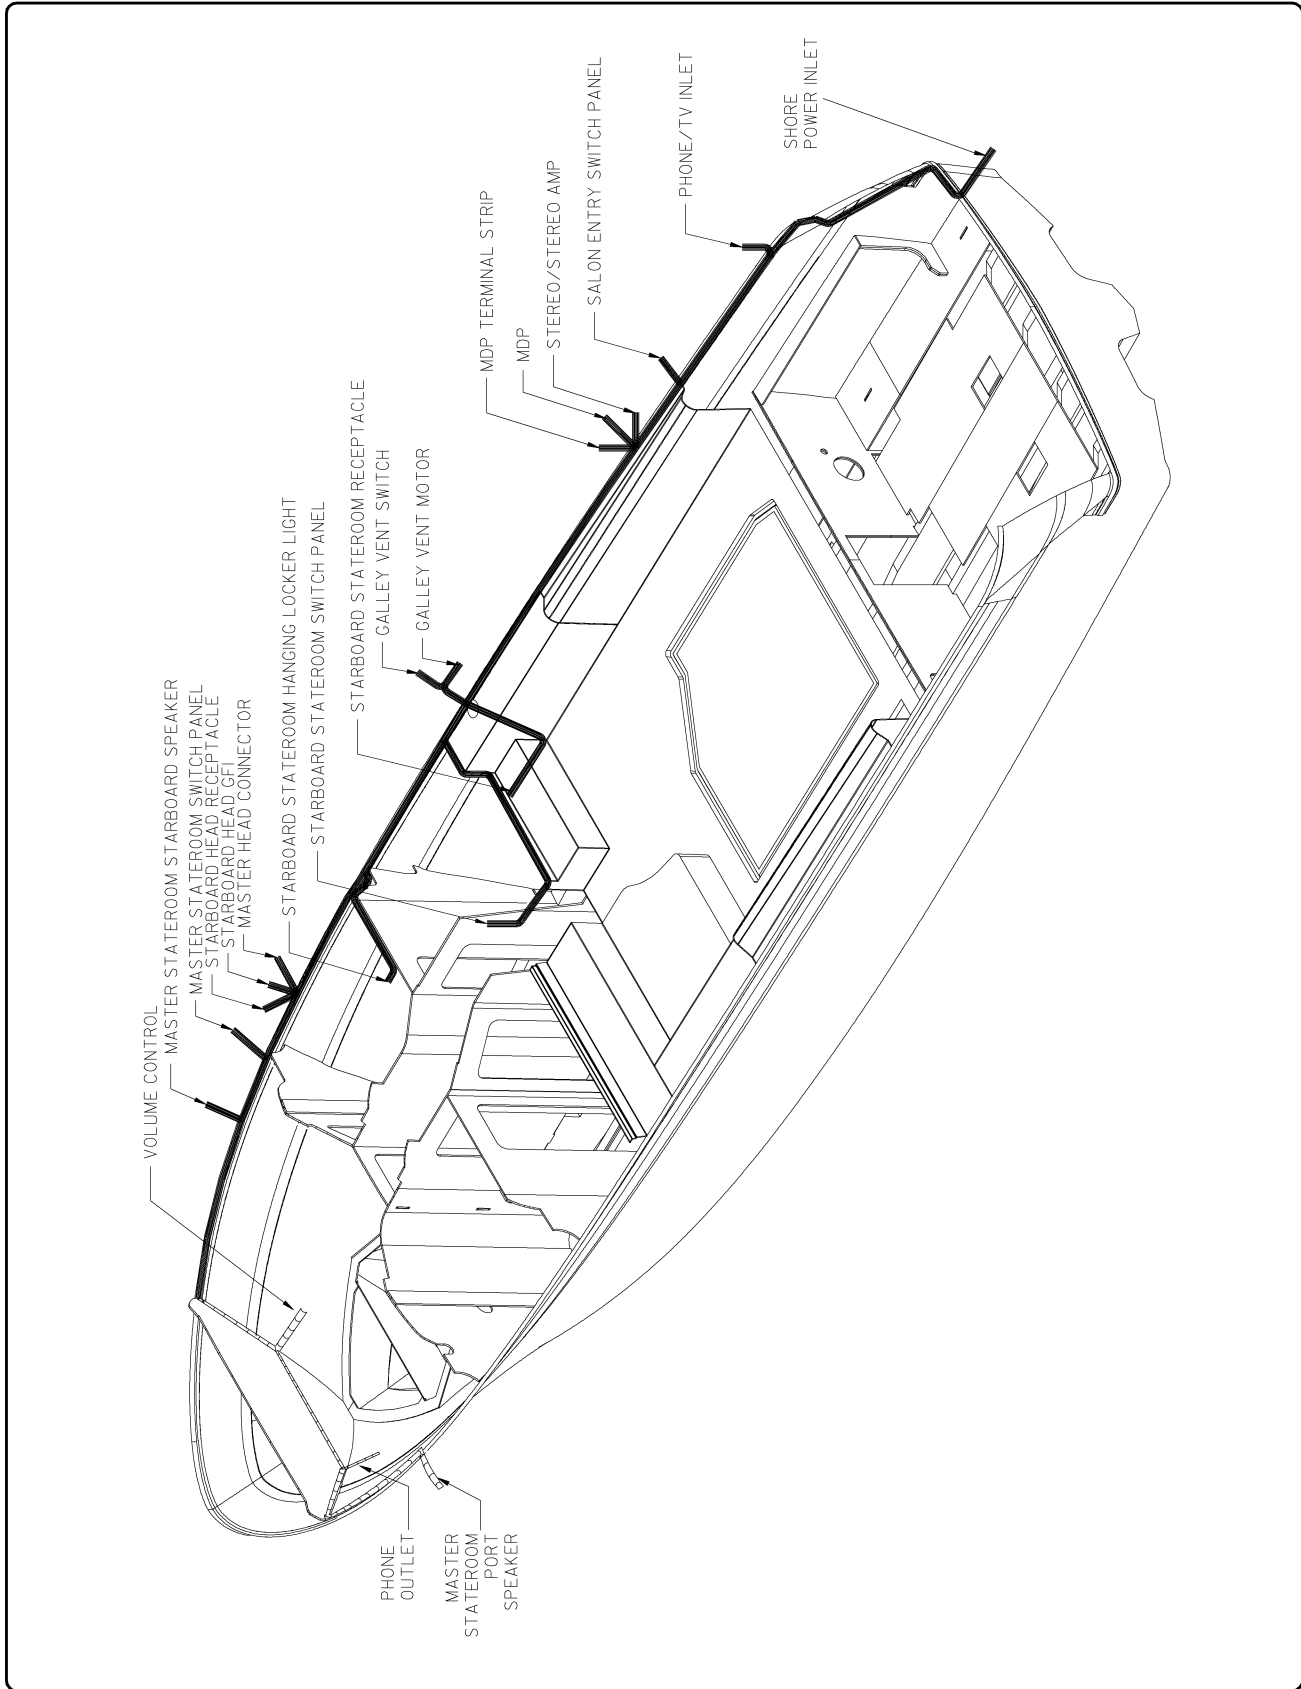 VOLUME CONTROL
MASTER STATEROOM STARBOARD SPEAKER
MASTER STATEROOM SWITCH PANEL
STARBOARD HEAD RECEPTACLE
STARBOARD HEAD GFI
MASTER HEAD CONNECTOR
STARBOARD STATEROOM HANGING LOCKER LIGHT
STARBOARD STATEROOM SWITCH PANEL
STARBOARD STATEROOM RECEPTACLE
GALLEY VENT SWITCH
GALLEY VENT MOTOR
MDP TERMINAL STRIP
MDP
STEREO/STEREO AMP
SALON ENTRY SWITCH PANEL
PHONE/TV INLET
SHORE
POWER INLET
PHONE
OUTLET
MASTER
STATEROOM
PORT
SPEAKER